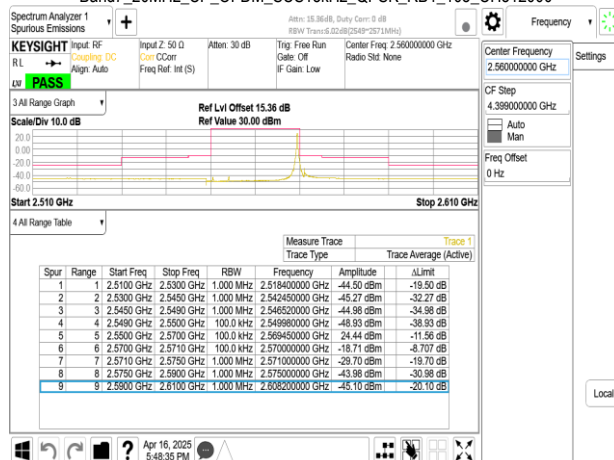 Spectrum Analyzer 1
Spurious Emissions
Attn: 15.36dB, Duty Corr: 0 dB
Frequency
KEYSIGHT
Input: RF
Input Z: 50 Ω
Atten: 30 dB
Trig: Free Run
Center Freq: 2.560000000 GHz
RL
Coupling: DC
Corr CCorr
Gate: Off
Radio Std: None
Align: Auto
Freq Ref: Int (S)
IF Gain: Low
LXI
PASS
Center Frequency
2.560000000 GHz
Settings
CF Step
4.399000000 GHz
Auto
Man
Freq Offset
0 Hz
3 All Range Graph
Ref Lvl Offset 15.36 dB
Scale/Div 10.0 dB
Ref Value 30.00 dBm
20.0
0.00
-20.0
-40.0
-60.0
Start 2.510 GHz
Stop 2.610 GHz
4 All Range Table
Measure Trace Trace 1
Trace Type Trace Average (Active)
Spur Range Start Freq Stop Freq RBW Frequency Amplitude ΔLimit
1 1 2.5100 GHz 2.5300 GHz 1.000 MHz 2.518400000 GHz -44.50 dBm -19.50 dB
2 2 2.5300 GHz 2.5450 GHz 1.000 MHz 2.542450000 GHz -45.27 dBm -32.27 dB
3 3 2.5450 GHz 2.5490 GHz 1.000 MHz 2.546520000 GHz -44.98 dBm -34.98 dB
4 4 2.5490 GHz 2.5500 GHz 100.0 kHz 2.549980000 GHz -48.93 dBm -38.93 dB
5 5 2.5500 GHz 2.5700 GHz 100.0 kHz 2.569450000 GHz 24.44 dBm -11.56 dB
6 6 2.5700 GHz 2.5710 GHz 100.0 kHz 2.570000000 GHz -18.71 dBm -8.707 dB
7 7 2.5710 GHz 2.5750 GHz 1.000 MHz 2.571000000 GHz -29.70 dBm -19.70 dB
8 8 2.5750 GHz 2.5900 GHz 1.000 MHz 2.575000000 GHz -43.98 dBm -30.98 dB
9 9 2.5900 GHz 2.6100 GHz 1.000 MHz 2.608200000 GHz -45.10 dBm -20.10 dB
Local
Apr 16, 2025
5:48:35 PM